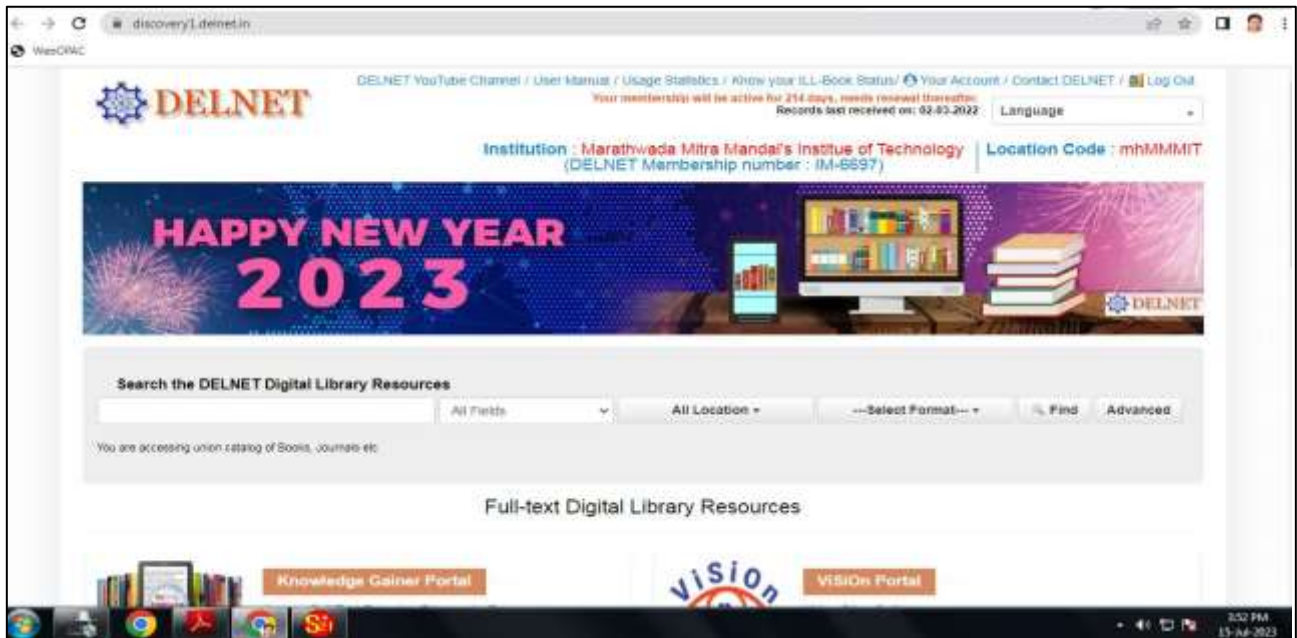 discovery1.delnet.in
WebOPAC
DELNET
DELNET YouTube Channel / User Manual / Usage Statistics / Know your ILL-Book Status/ Your Account / Contact DELNET / Log Out
Your membership will be active for 214 days, needs renewal thereafter.
Records last received on: 02.03.2022
Language
Institution : Marathwada Mitra Mandal's Institue of Technology
(DELNET Membership number : IM-6697)
Location Code : mhMMMIT
HAPPY NEW YEAR
2023
DELNET
Search the DELNET Digital Library Resources
All Fields
All Location
---Select Format---
Find
Advanced
You are accessing union catalog of Books, Journals etc
Full-text Digital Library Resources
Knowledge Gainer Portal
ViSiOn
ViSiOn Portal
3:52 PM
15-Jul-2023